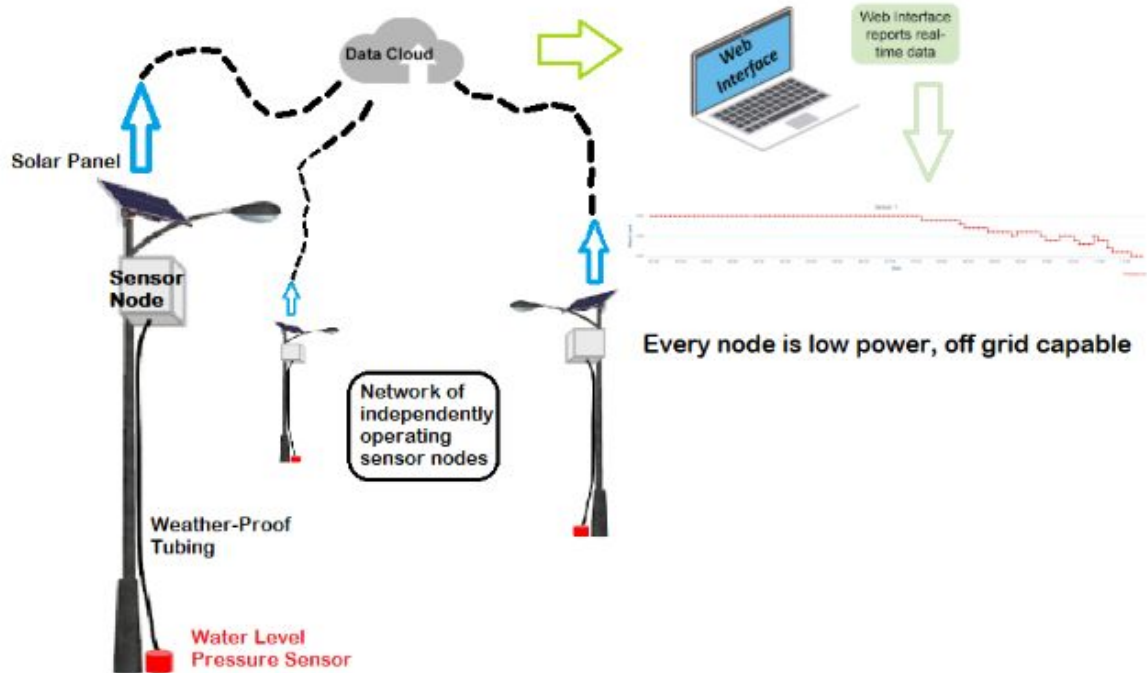 Data Cloud
Web Interface
reports real-
time data
Web
Interface
Solar Panel
Sensor
Node
Every node is low power, off grid capable
Network of
independently
operating
sensor nodes
Weather-Proof
Tubing
Water Level
Pressure Sensor